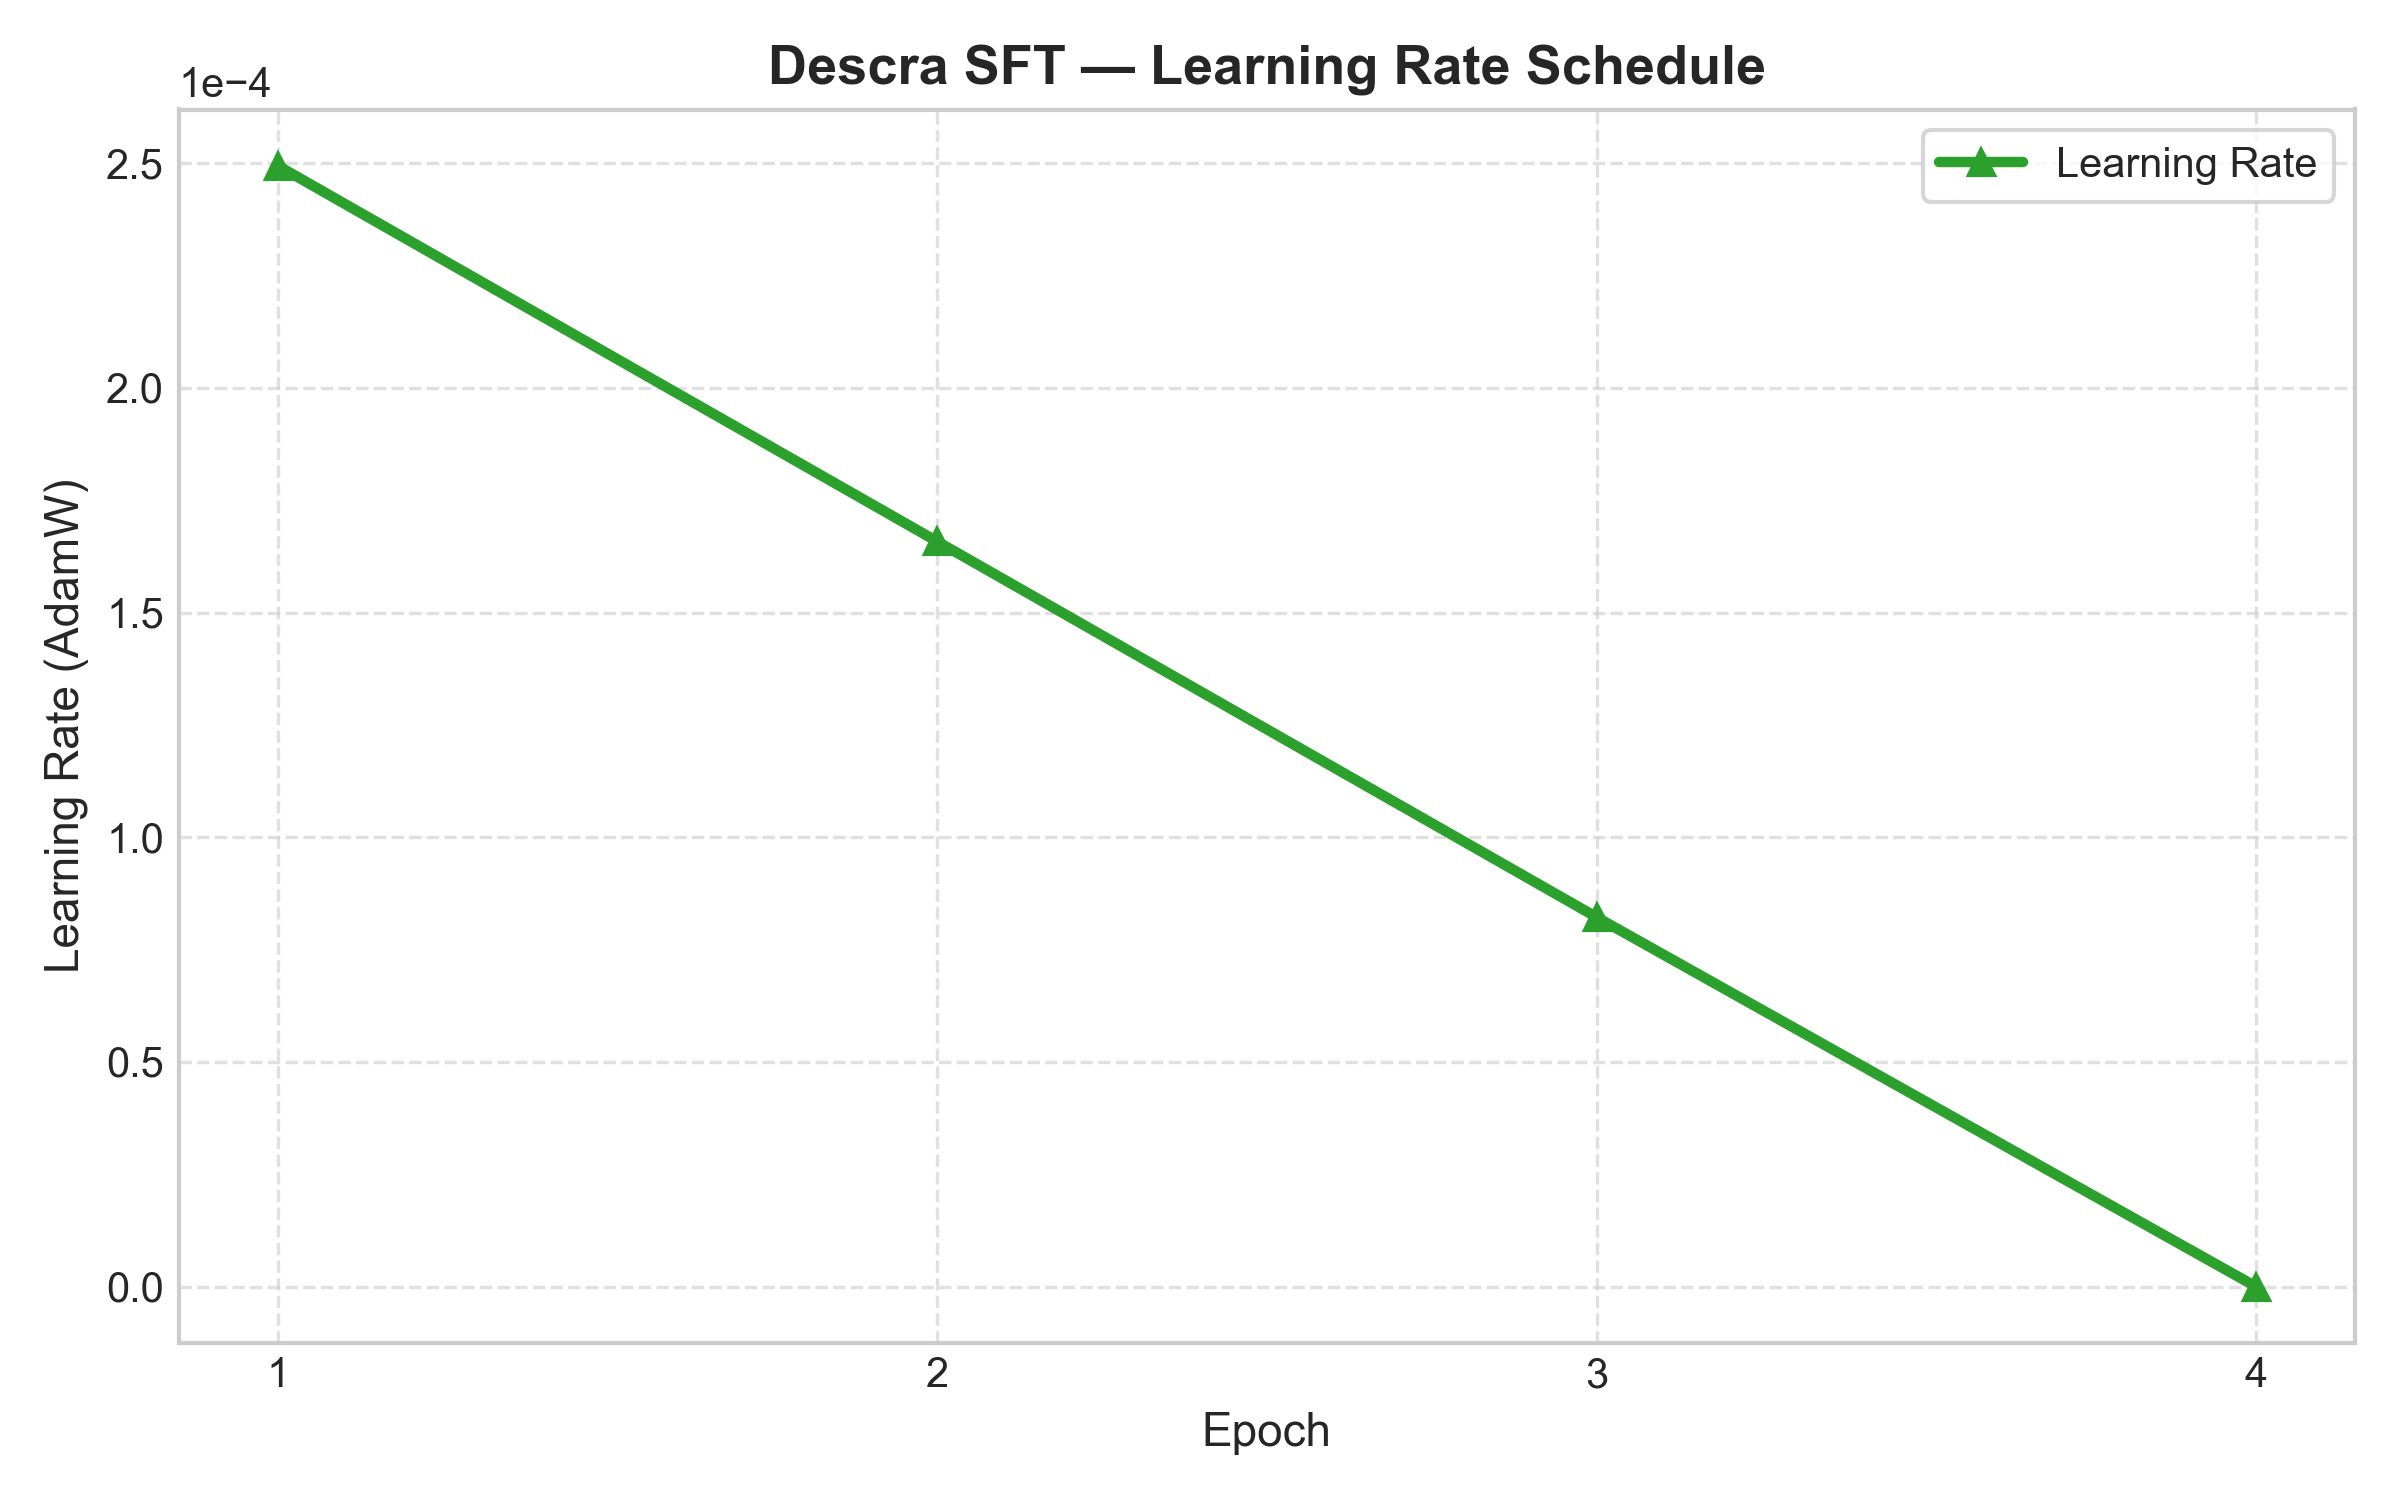 Descra SFT — Learning Rate Schedule
1e−4
Learning Rate
2.5
2.0
1.5
1.0
0.5
0.0
Learning Rate (AdamW)
1
2
3
4
Epoch